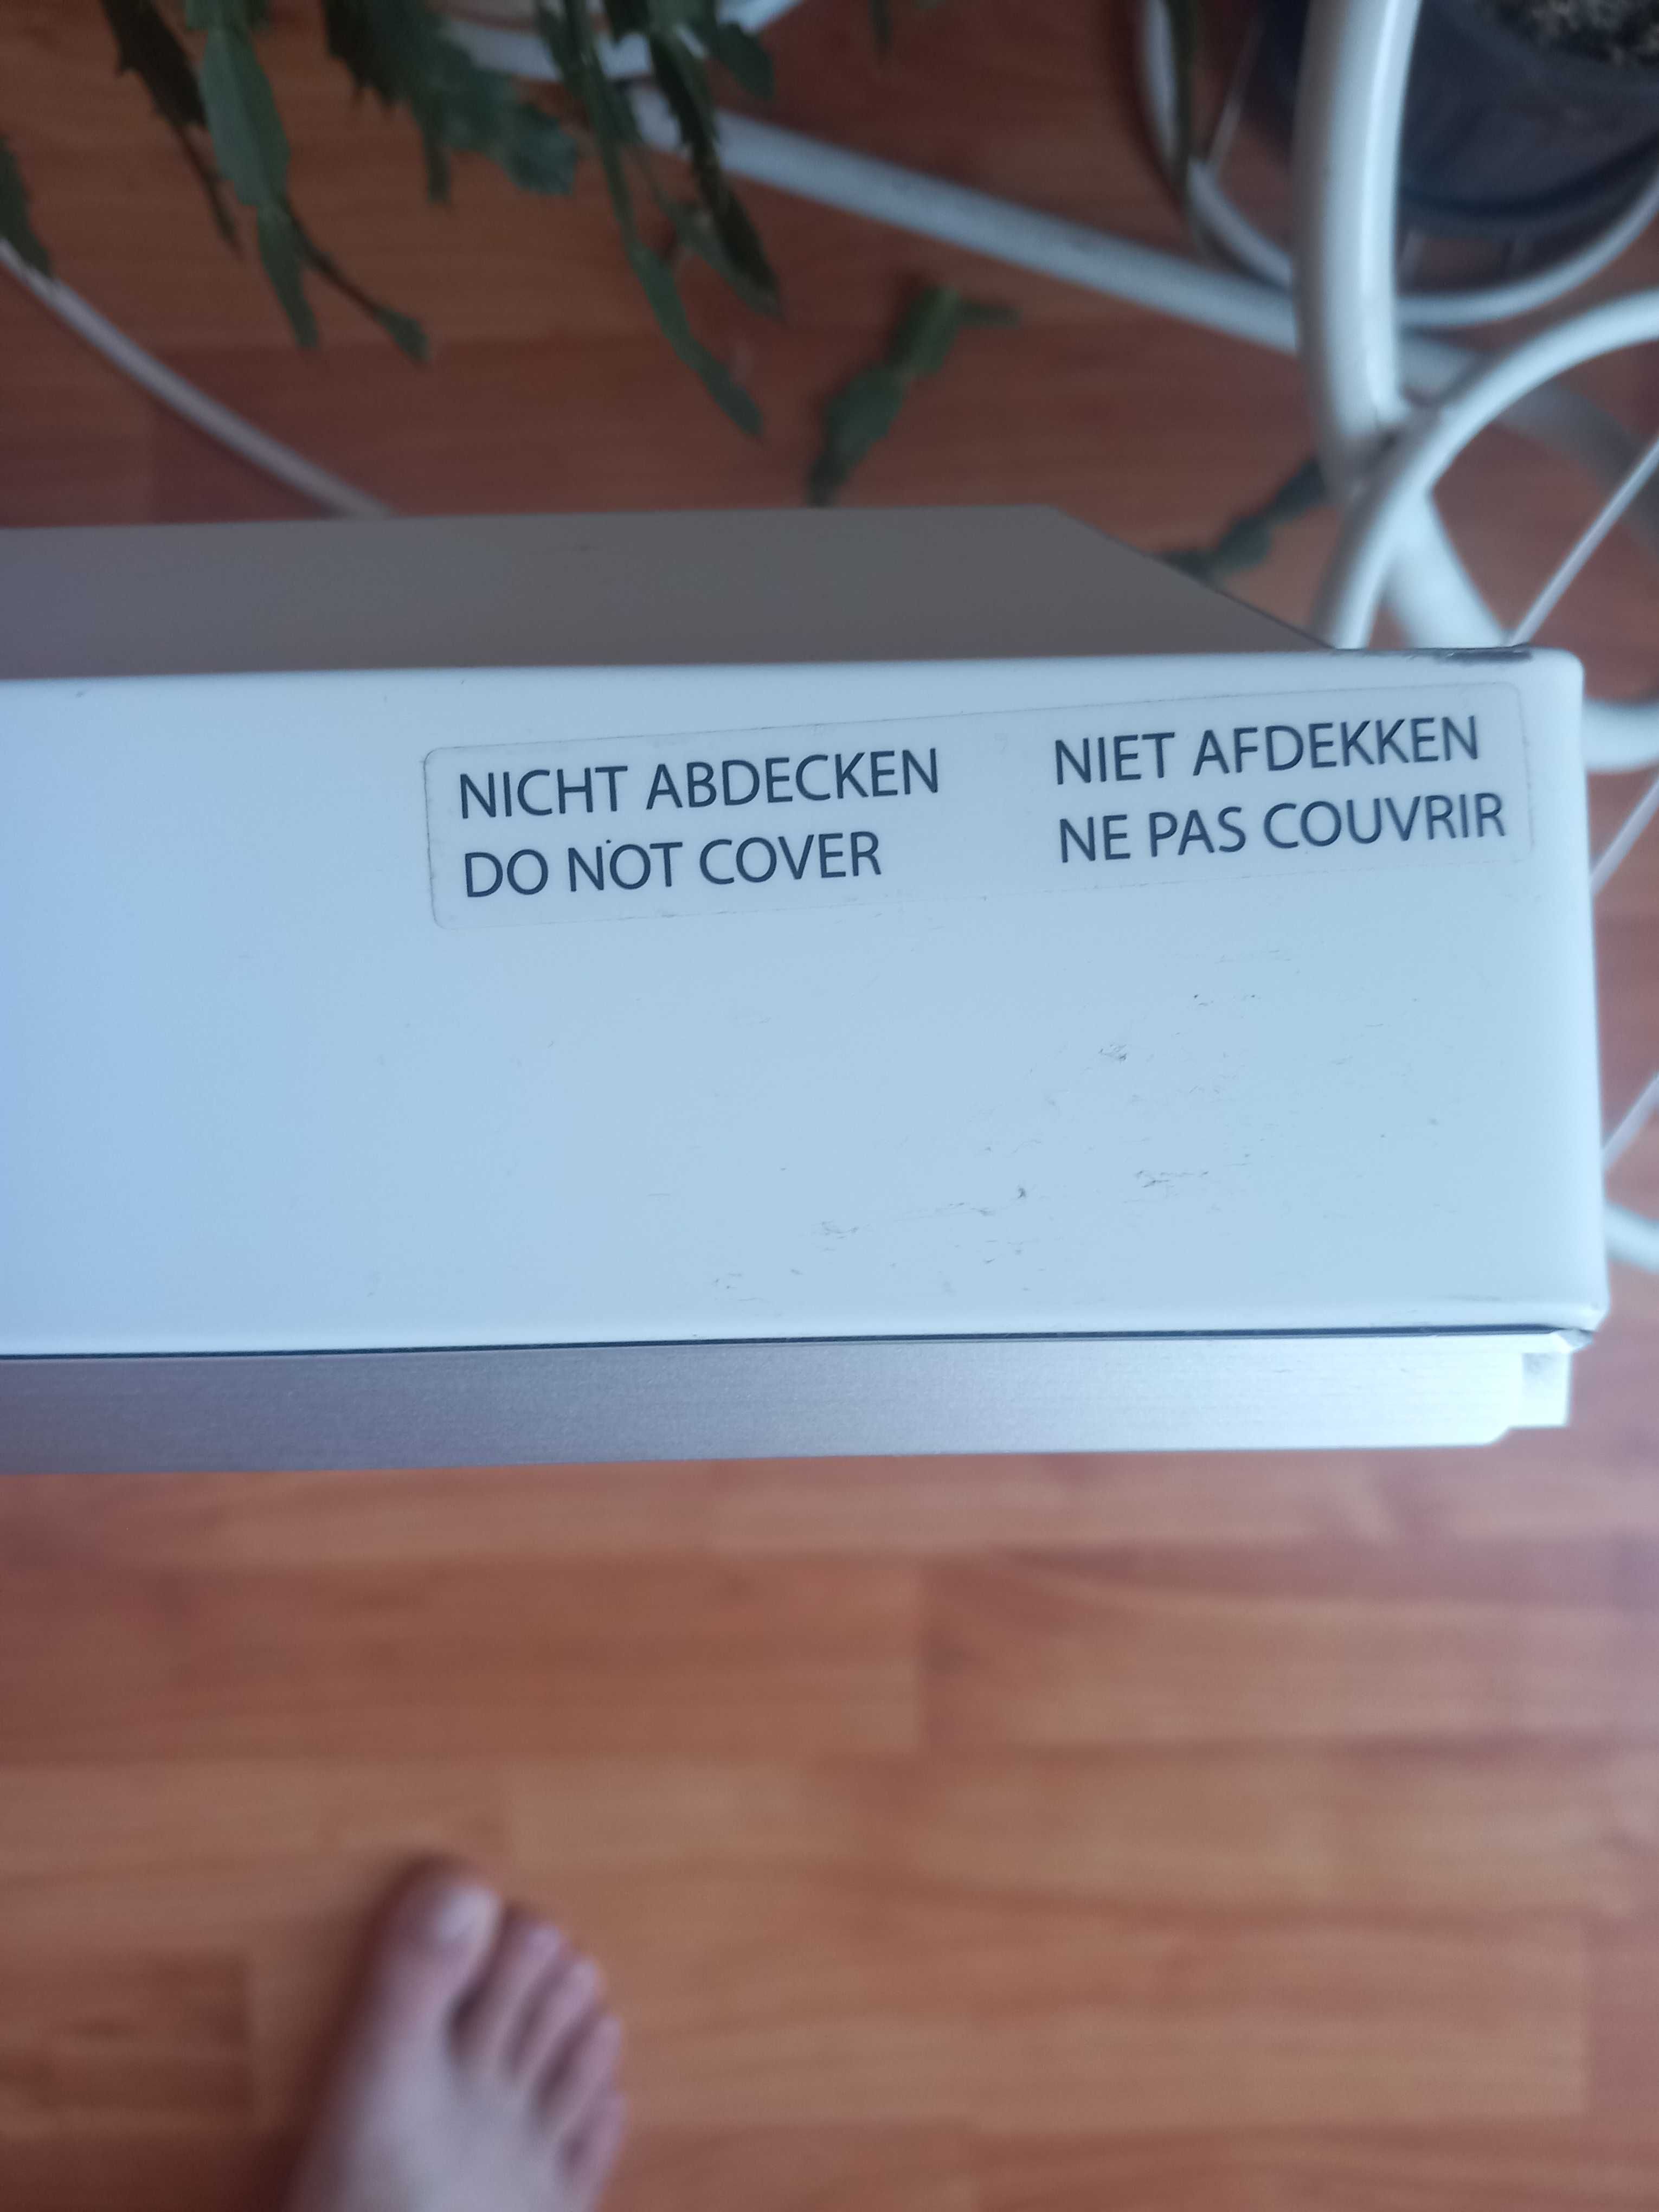 NICHT ABDECKEN
DO NOT COVER
NIET AFDEKKEN
NE PAS COUVRIR